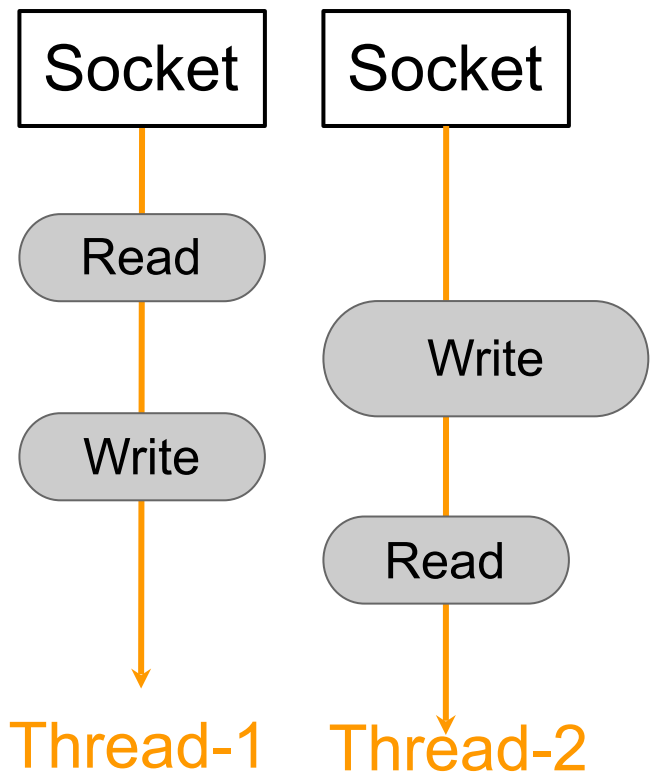 Socket
Read
Write
Thread-1
Socket
Write
Read
Thread-2